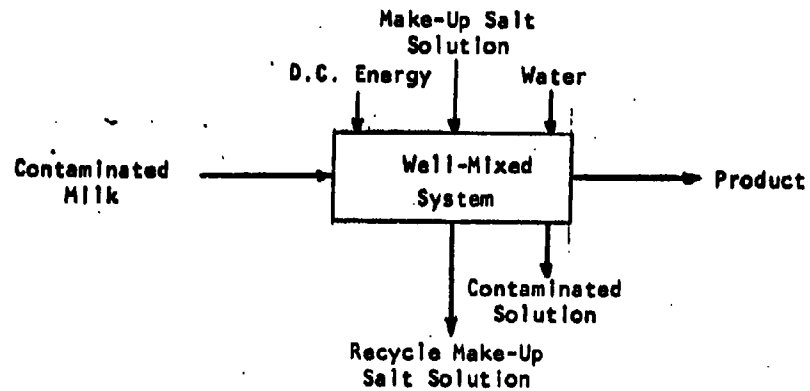 Make-Up Salt
Solution
D.C. Energy
Water
Contaminated
Milk
Well-Mixed
System
Product
Contaminated
Solution
Recycle Make-Up
Salt Solution